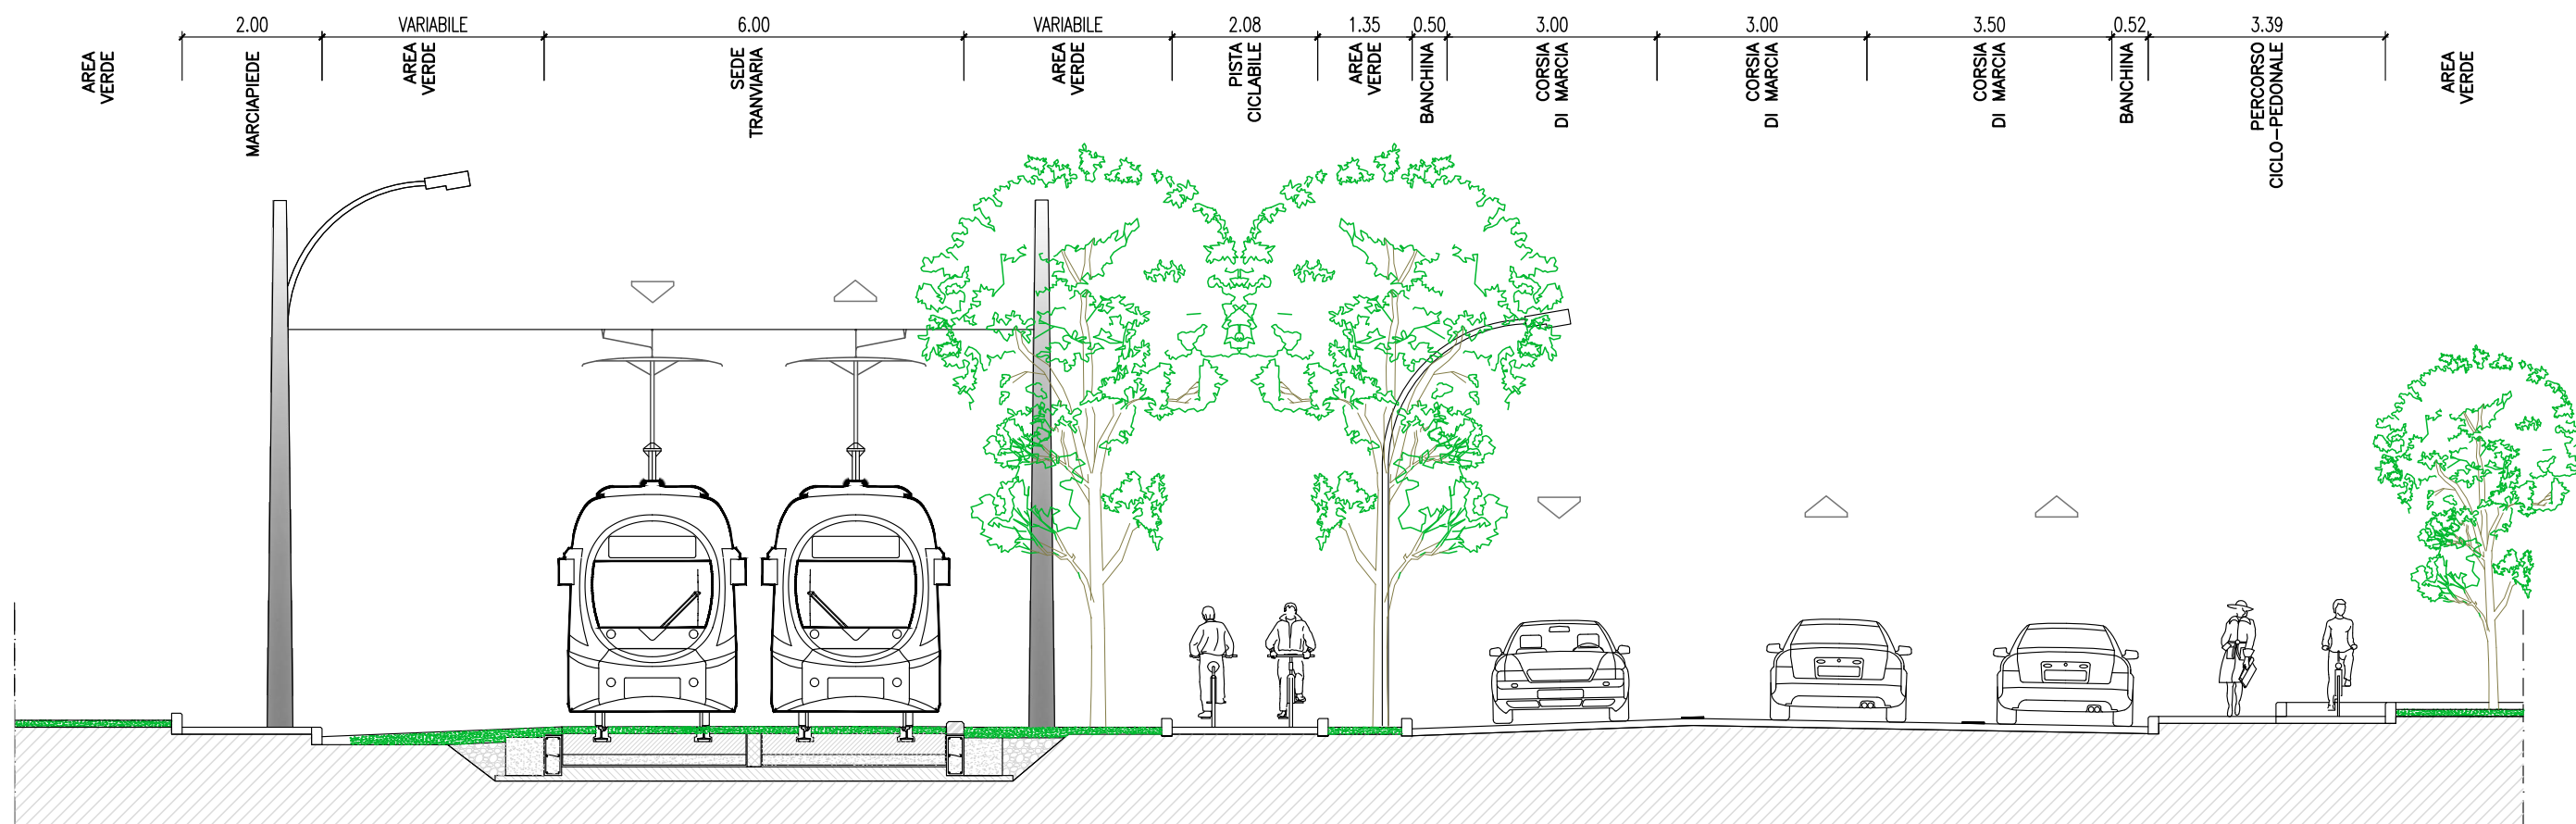 2.00 VARIABILE 6.00 VARIABILE 2.08 1.35 0.50 3.00 3.00 3.50 0.52 3.39
AREA
VERDE
MARCIAPIEDE
AREA
VERDE
SEDE
TRANVIARIA
AREA
VERDE
PISTA
CICLABILE
AREA
VERDE
BANCHINA
CORSIA
DI MARCIA
CORSIA
DI MARCIA
CORSIA
DI MARCIA
BANCHINA
PERCORSO
CICLO-PEDONALE
AREA
VERDE